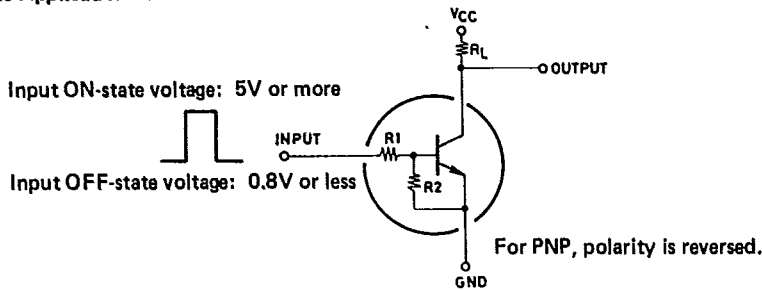 VCC
RL
OUTPUT
Input ON-state voltage: 5V or more
INPUT
R1
Input OFF-state voltage: 0.8V or less
R2
For PNP, polarity is reversed.
GND